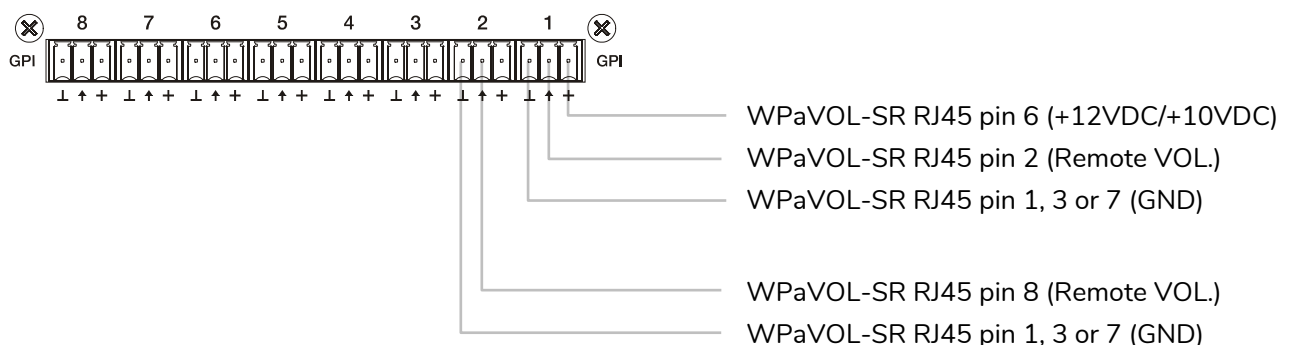 8 7 6 5 4 3 2 1
GPI GPI
⊥ ↑ + ⊥ ↑ + ⊥ ↑ + ⊥ ↑ + ⊥ ↑ + ⊥ ↑ + ⊥ ↑ + ⊥ ↑ +
WPaVOL-SR RJ45 pin 6 (+12VDC/+10VDC)
WPaVOL-SR RJ45 pin 2 (Remote VOL.)
WPaVOL-SR RJ45 pin 1, 3 or 7 (GND)
WPaVOL-SR RJ45 pin 8 (Remote VOL.)
WPaVOL-SR RJ45 pin 1, 3 or 7 (GND)